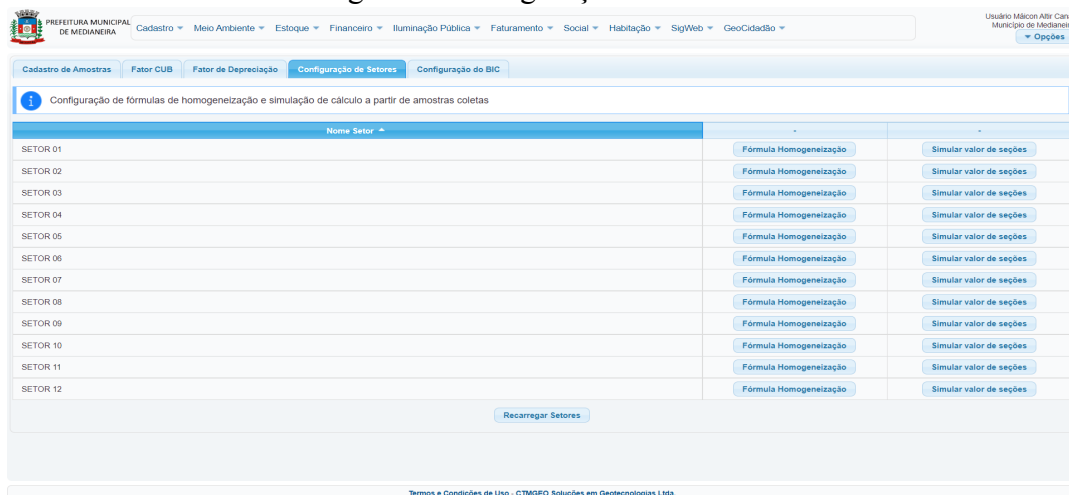 PREFEITURA MUNICIPAL
DE MEDIANEIRA
Cadastro Meio Ambiente Estoque Financeiro Iluminação Pública Faturamento Social Habitação SigWeb GeoCidadão
Usuário Máicon Altir Cana
Município de Medianeir
Opções
Cadastro de Amostras Fator CUB Fator de Depreciação Configuração de Setores Configuração do BIC
Configuração de fórmulas de homogeneização e simulação de cálculo a partir de amostras coletas
Nome Setor - -
SETOR 01 Fórmula Homogeneização Simular valor de seções
SETOR 02 Fórmula Homogeneização Simular valor de seções
SETOR 03 Fórmula Homogeneização Simular valor de seções
SETOR 04 Fórmula Homogeneização Simular valor de seções
SETOR 05 Fórmula Homogeneização Simular valor de seções
SETOR 06 Fórmula Homogeneização Simular valor de seções
SETOR 07 Fórmula Homogeneização Simular valor de seções
SETOR 08 Fórmula Homogeneização Simular valor de seções
SETOR 09 Fórmula Homogeneização Simular valor de seções
SETOR 10 Fórmula Homogeneização Simular valor de seções
SETOR 11 Fórmula Homogeneização Simular valor de seções
SETOR 12 Fórmula Homogeneização Simular valor de seções
Recarregar Setores
Termos e Condições de Uso - CTMGEO Soluções em Geotecnologias Ltda.